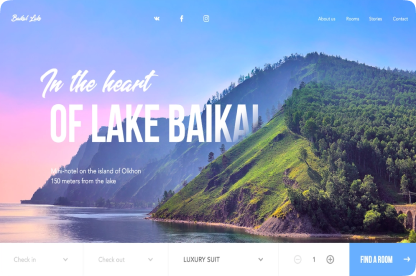 Baikal Lake
About us Rooms Stories Contact
In the heart
OF LAKE BAIKAL
Mini-hotel on the island of Olkhon
150 meters from the lake
Check in Check out LUXURY SUIT 1 FIND A ROOM